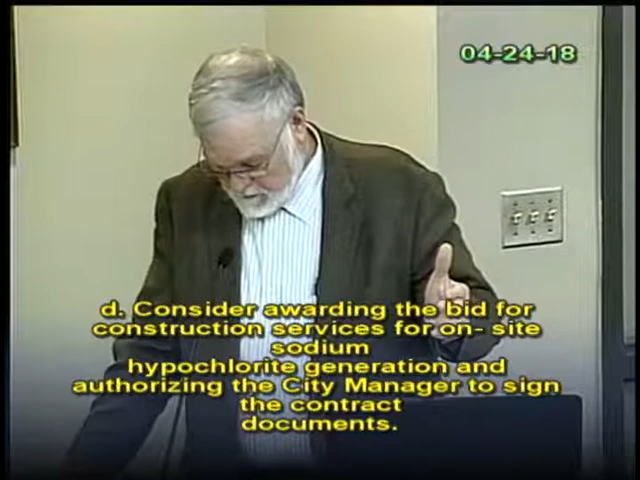 04-24-18
d. Consider awarding the bid for
construction services for on- site
sodium
hypochlorite generation and
authorizing the City Manager to sign
the contract
documents.